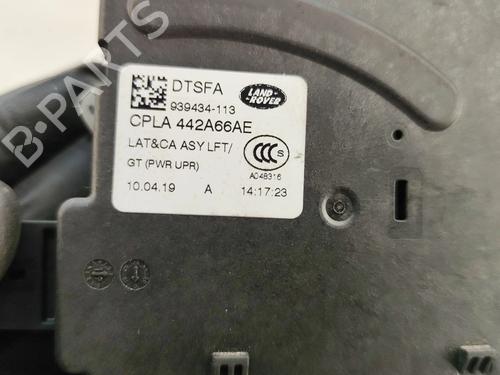 B-PARTS
DTSFA
939434-113
LAND-
ROVER
CPLA 442A66AE
LAT&CA ASY LFT/
GT (PWR UPR)
CCC S
A048316
10.04.19 A 14:17:23